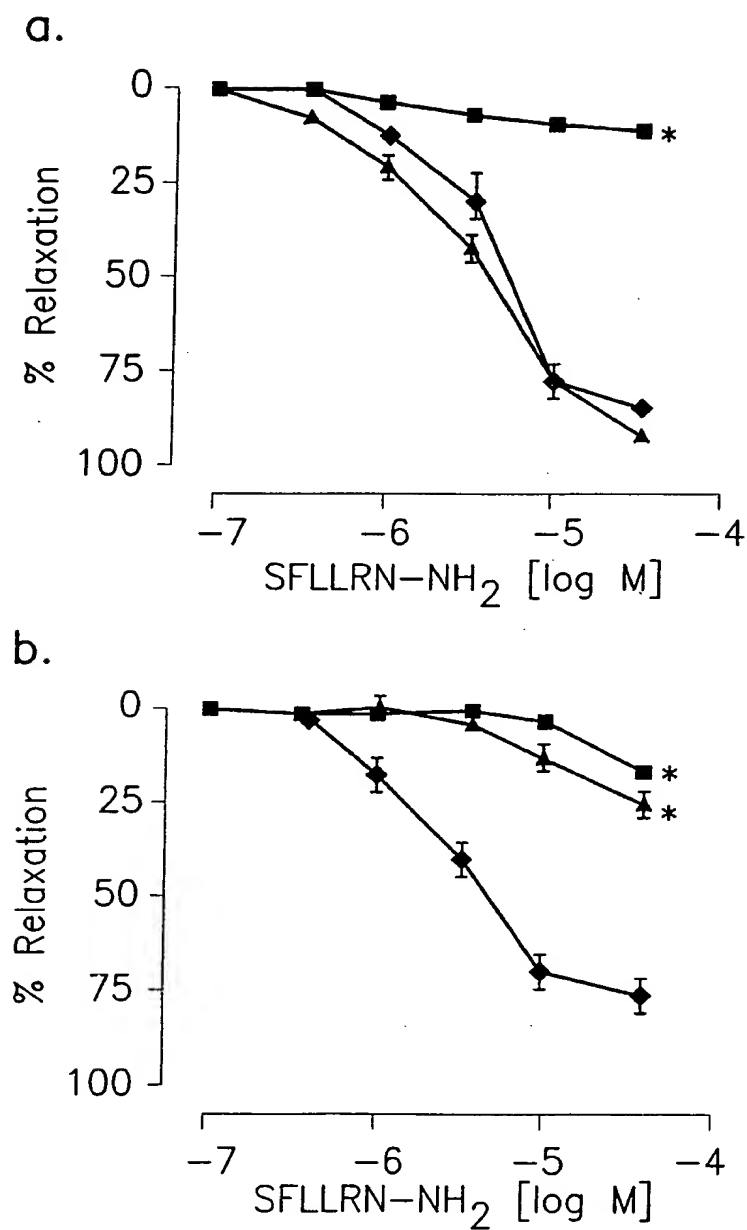 a.
0
25
50
75
100
% Relaxation
*
-7 -6 -5 -4
SFLLRN-NH2 [log M]
b.
0
25
50
75
100
% Relaxation
*
*
-7 -6 -5 -4
SFLLRN-NH2 [log M]